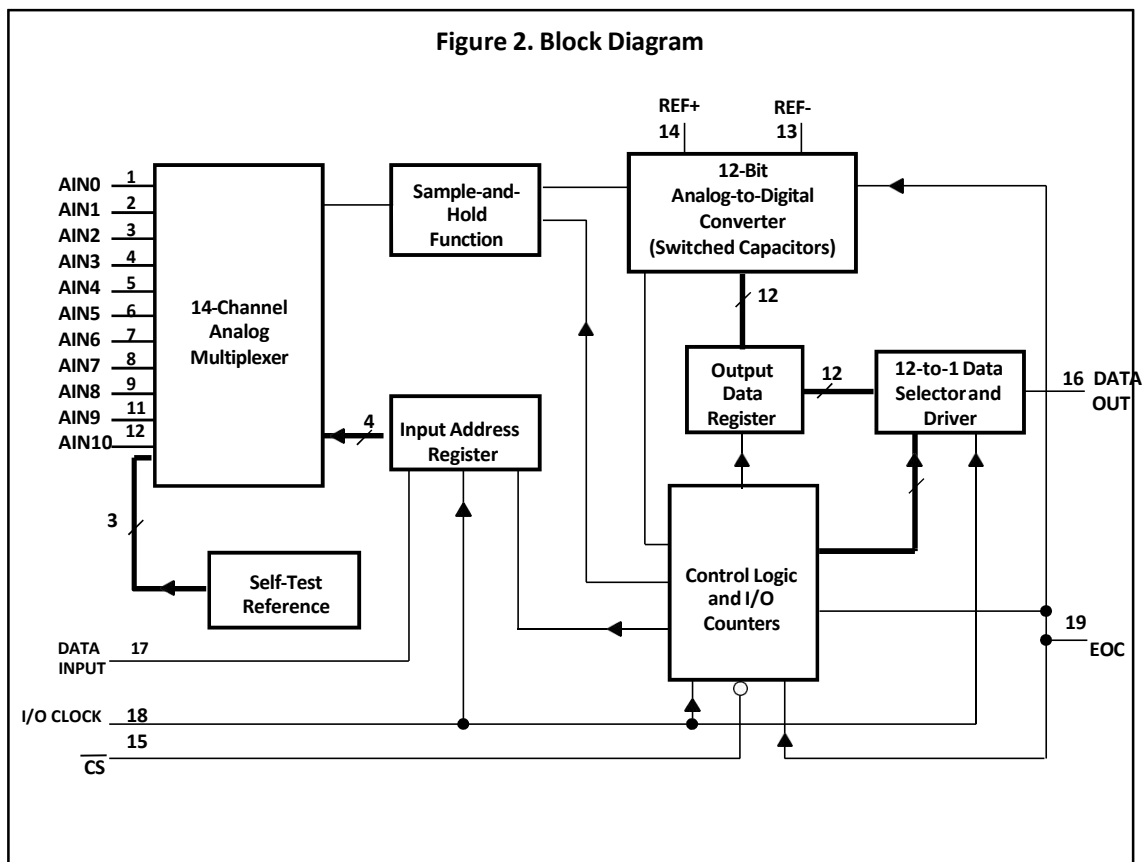 Figure 2. Block Diagram
REF+
14
REF-
13
AIN0 1
AIN1 2
AIN2 3
AIN3 4
AIN4 5
AIN5 6
AIN6 7
AIN7 8
AIN8 9
AIN9 11
AIN10 12
14-Channel
Analog
Multiplexer
Sample-and-
Hold
Function
12-Bit
Analog-to-Digital
Converter
(Switched Capacitors)
12
Output
Data
Register
12
12-to-1 Data
Selector and
Driver
16 DATA
OUT
4
Input Address
Register
3
Self-Test
Reference
Control Logic
and I/O
Counters
19
EOC
DATA
INPUT
17
I/O CLOCK 18
15
CS